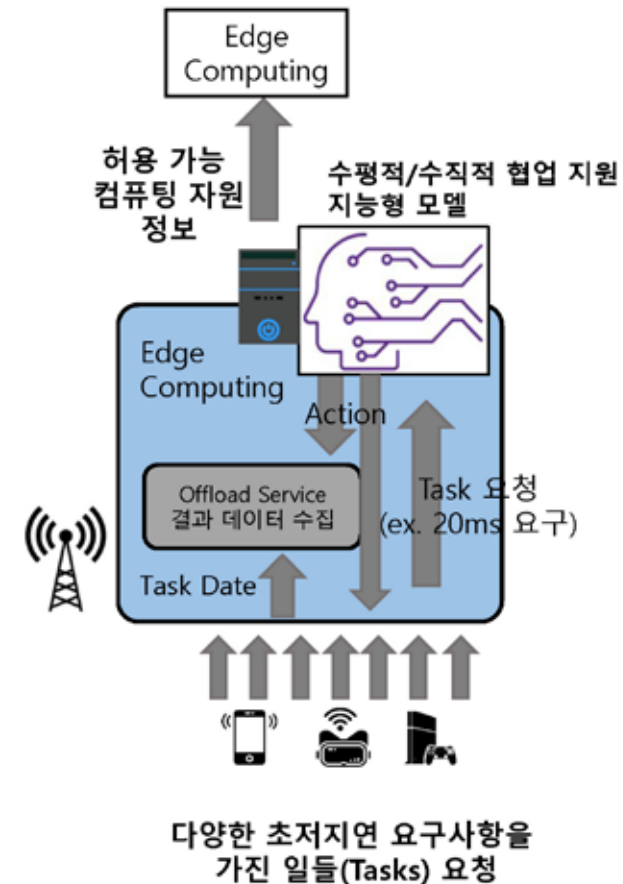 Edge
Computing
허용 가능
컴퓨팅 자원
정보
수평적/수직적 협업 지원
지능형 모델
Edge
Computing
Action
Offload Service
결과 데이터 수집
Task 요청
(ex. 20ms 요구)
Task Date
다양한 초저지연 요구사항을
가진 일들(Tasks) 요청